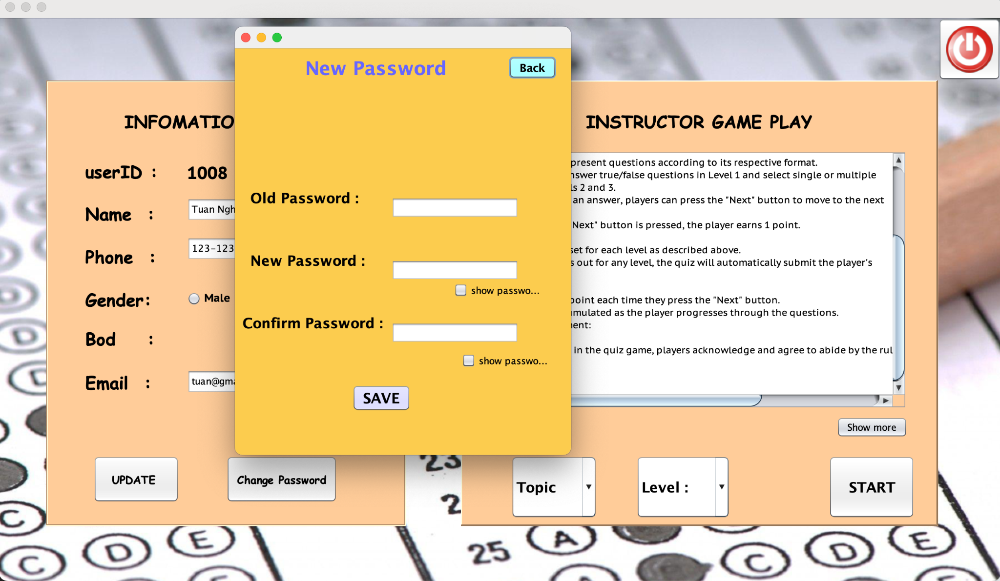 New Password
Back
Old Password :
New Password :
show passwo...
Confirm Password :
show passwo...
SAVE
INFOMATIO
userID :
1008
Name :
Tuan Ngh
Phone :
123-123
Gender:
Male
Bod :
Email :
tuan@gma
UPDATE
Change Password
INSTRUCTOR GAME PLAY
present questions according to its respective format.
nswer true/false questions in Level 1 and select single or multiple
ls 2 and 3.
an answer, players can press the "Next" button to move to the next
Next" button is pressed, the player earns 1 point.
set for each level as described above.
s out for any level, the quiz will automatically submit the player's
point each time they press the "Next" button.
mulated as the player progresses through the questions.
ent:
in the quiz game, players acknowledge and agree to abide by the rul
Show more
Topic
Level :
START
23
2
25
A
C
D
E
C
D
E
C